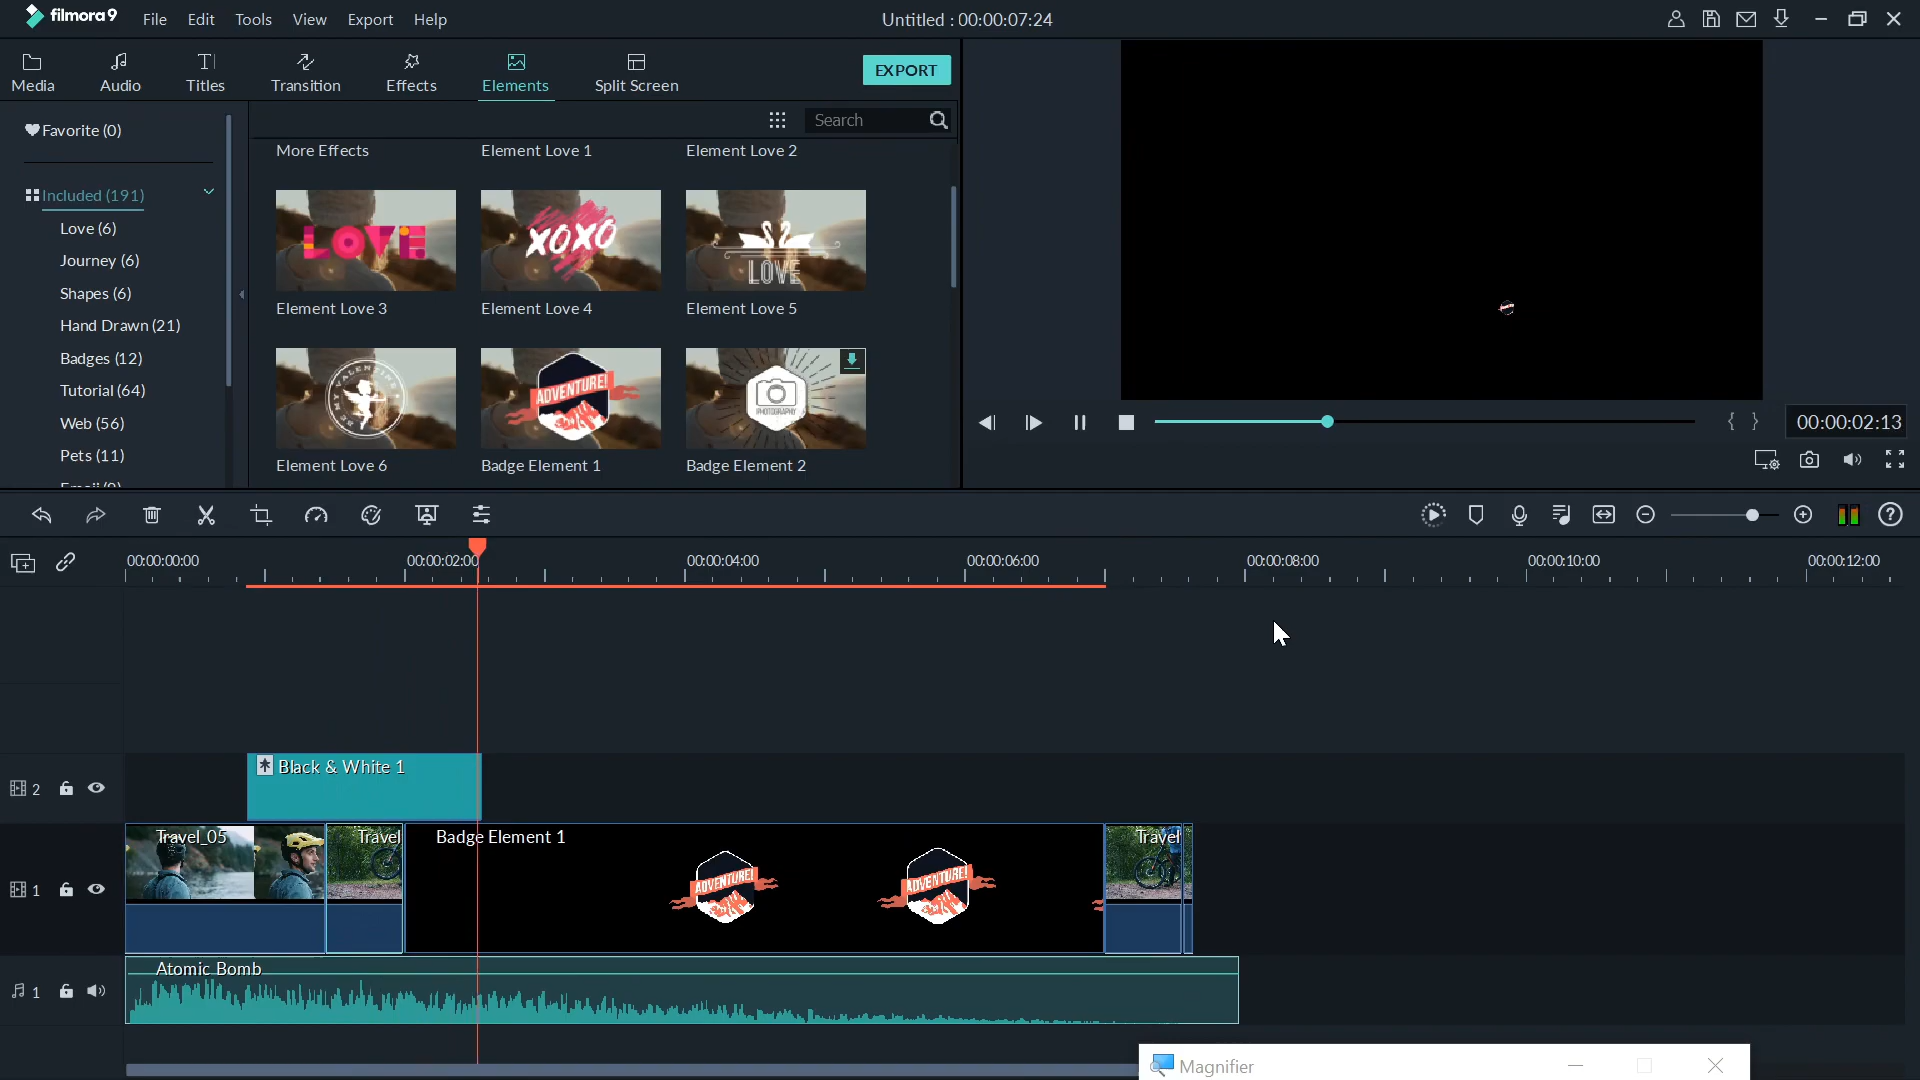 filmora9 File Edit Tools View Export Help Untitled : 00:00:07:24
Media Audio Titles Transition Effects Elements Split Screen EXPORT
Favorite (0)
Search
Included (191)
Love (6)
Journey (6)
Shapes (6)
Hand Drawn (21)
Badges (12)
Tutorial (64)
Web (56)
Pets (11)
More Effects Element Love 1 Element Love 2
LOVE XOXO LOVE
Element Love 3 Element Love 4 Element Love 5
VALENTINE ADVENTURE! PHOTOGRAPHY
Element Love 6 Badge Element 1 Badge Element 2
{ } 00:00:02:13
00:00:00:00 00:00:02:00 00:00:04:00 00:00:06:00 00:00:08:00 00:00:10:00 00:00:12:00
2 Black & White 1
Travel_05 Travel Badge Element 1 Travel
1 ADVENTURE! ADVENTURE!
Atomic Bomb
1
Magnifier